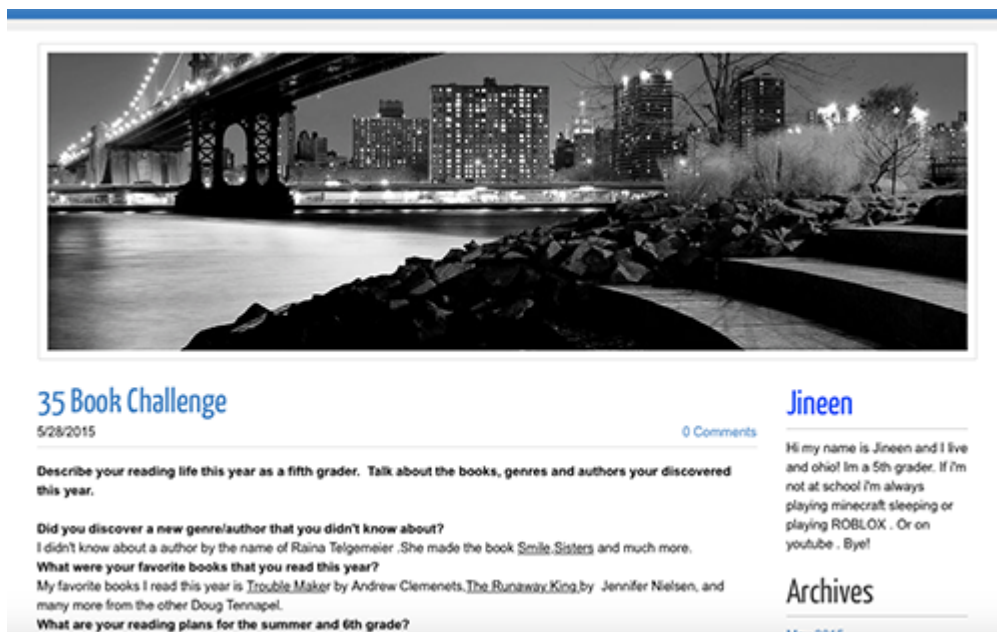 35 Book Challenge
5/28/2015
0 Comments
Describe your reading life this year as a fifth grader.  Talk about the books, genres and authors your discovered
this year.
Did you discover a new genre/author that you didn't know about?
I didn't know about a author by the name of Raina Telgemeier .She made the book Smile,Sisters and much more.
What were your favorite books that you read this year?
My favorite books I read this year is Trouble Maker by Andrew Clemenets,The Runaway King by  Jennifer Nielsen, and
many more from the other Doug Tennapel.
What are your reading plans for the summer and 6th grade?
Jineen
Hi my name is Jineen and I live
and ohio! Im a 5th grader. If i'm
not at school i'm always
playing minecraft sleeping or
playing ROBLOX . Or on
youtube . Bye!
Archives